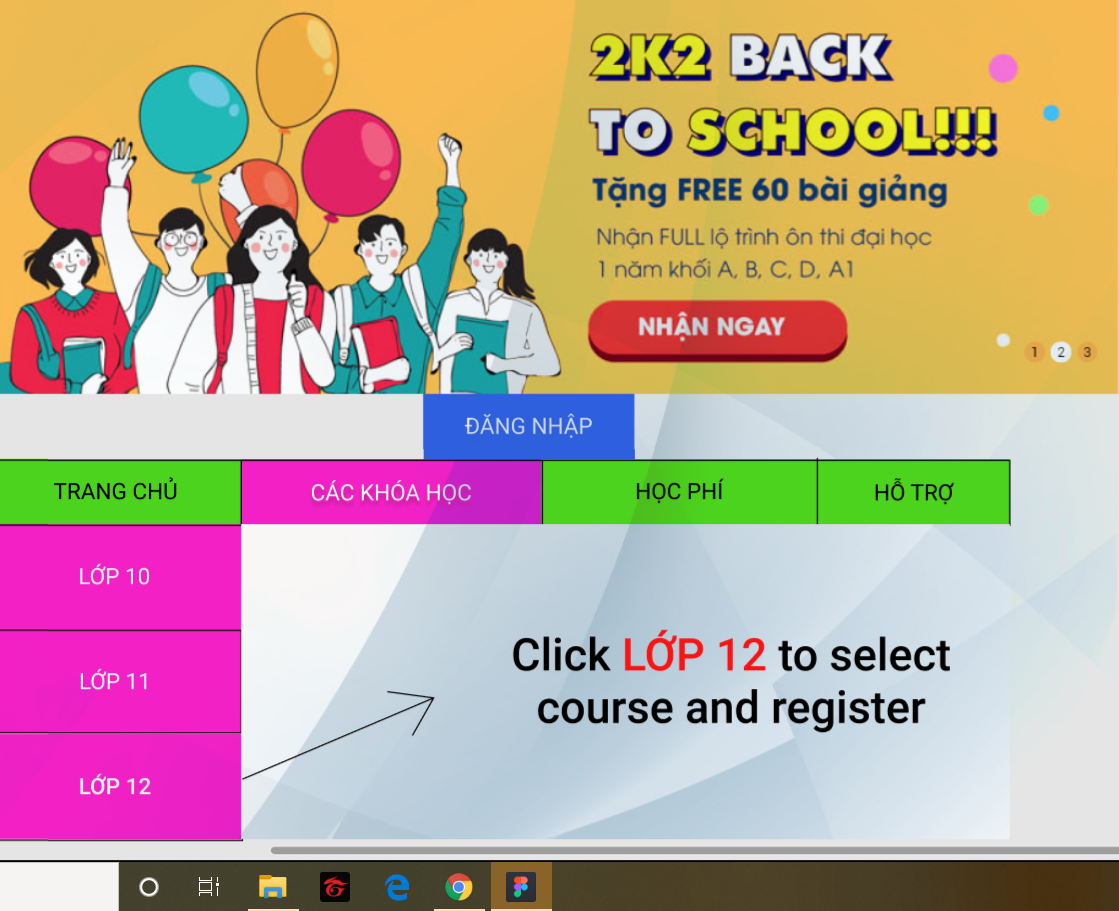 2K2 BACK
TO SCHOOL!!!
Tặng FREE 60 bài giảng
Nhận FULL lộ trình ôn thi đại học
1 năm khối A, B, C, D, A1
NHẬN NGAY
1 2 3
ĐĂNG NHẬP
TRANG CHỦ CÁC KHÓA HỌC HỌC PHÍ HỖ TRỢ
LỚP 10
LỚP 11
LỚP 12
Click LỚP 12 to select
course and register